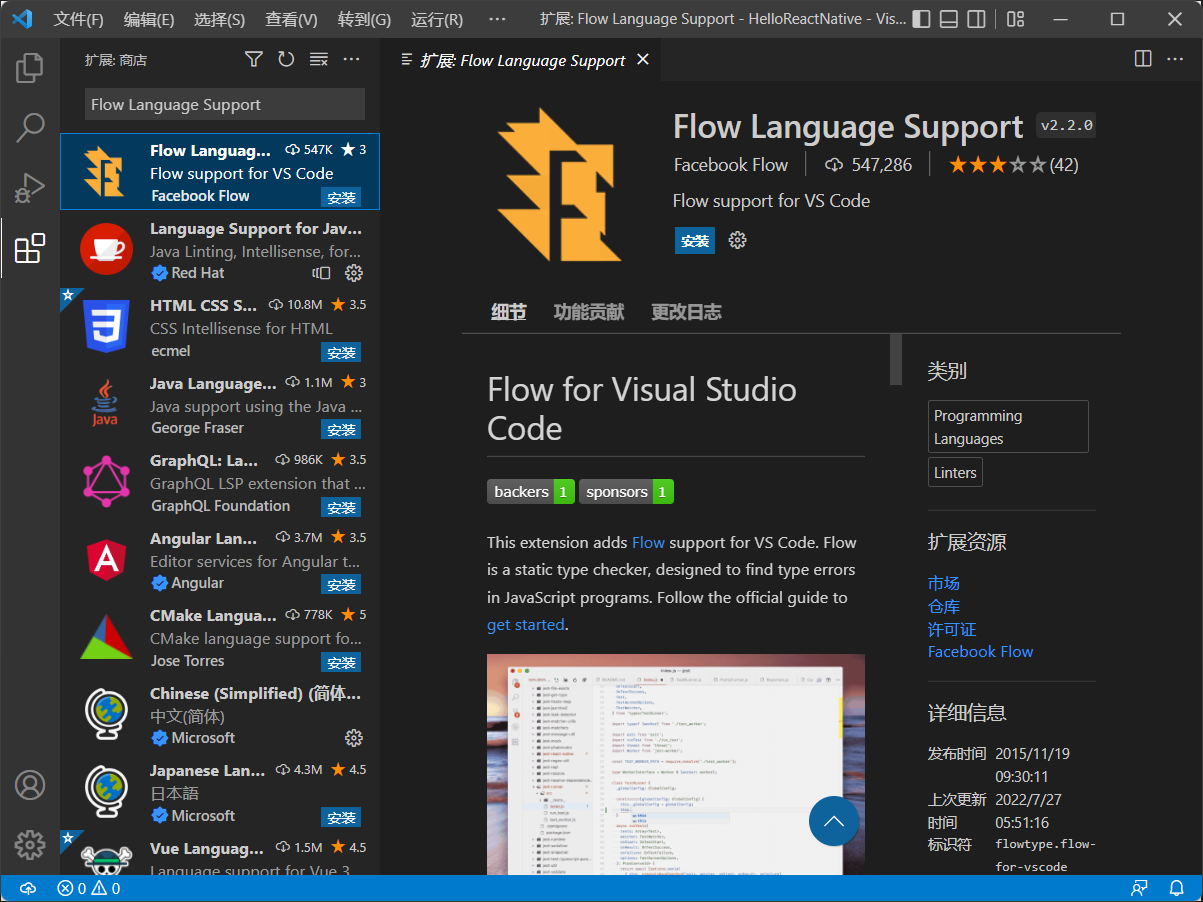 文件(F) 编辑(E) 选择(S) 查看(V) 转到(G) 运行(R) ··· 扩展: Flow Language Support - HelloReactNative - Vis...
扩展: 商店
Flow Language Support
Flow Languag... 547K 3
Flow support for VS Code
Facebook Flow 安装
Language Support for Jav...
Java Linting, Intellisense, for...
Red Hat
HTML CSS S... 10.8M 3.5
CSS Intellisense for HTML
ecmel 安装
Java Language... 1.1M 3
Java support using the Java ...
George Fraser 安装
Java
GraphQL: La... 986K 3.5
GraphQL LSP extension that ...
GraphQL Foundation 安装
Angular Lan... 3.7M 3.5
Editor services for Angular t...
Angular 安装
CMake Langua... 778K 5
CMake language support fo...
Jose Torres 安装
Chinese (Simplified) (简体...
中文(简体)
Microsoft
Japanese Lan... 4.3M 4.5
日本語
Microsoft 安装
Vue Languag... 1.5M 4.5
Language support for Vue 3
0 0
扩展: Flow Language Support
Flow Language Support v2.2.0
Facebook Flow 547,286 (42)
Flow support for VS Code
安装
细节 功能贡献 更改日志
Flow for Visual Studio
Code
backers 1 sponsors 1
This extension adds Flow support for VS Code. Flow
is a static type checker, designed to find type errors
in JavaScript programs. Follow the official guide to
get started.
类别
Programming
Languages
Linters
扩展资源
市场
仓库
许可证
Facebook Flow
详细信息
发布时间 2015/11/19
09:30:11
上次更新 2022/7/27
时间 05:51:16
标识符 flowtype.flow-
for-vscode